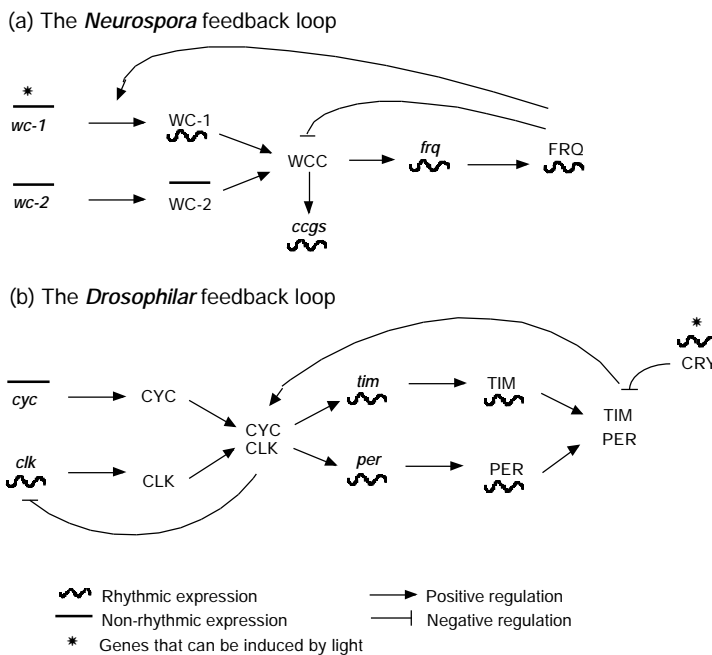 (a) The Neurospora feedback loop
wc-1
WC-1
WCC
frq
FRQ
wc-2
WC-2
ccgs
(b) The Drosophilar feedback loop
CRY
cyc
CYC
tim
TIM
TIM
PER
CYC
CLK
clk
CLK
per
PER
Rhythmic expression
Positive regulation
Non-rhythmic expression
Negative regulation
Genes that can be induced by light